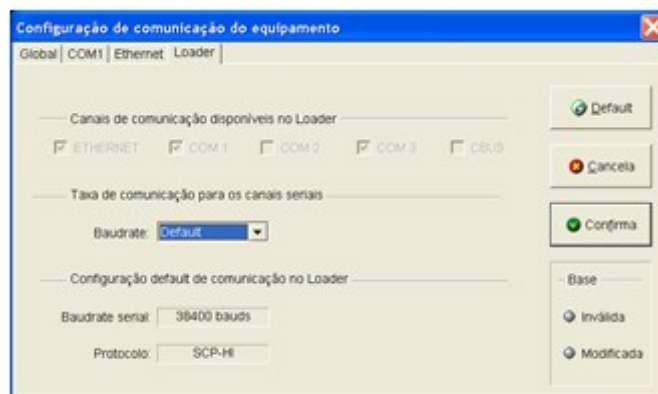 Configuração de comunicação do equipamento
Global COM1 Ethernet Loader
Canais de comunicação disponíveis no Loader
ETHERNET COM 1 COM 2 COM 3 CBUS
Taxa de comunicação para os canais seriais
Baudrate: Default
Configuração default de comunicação no Loader
Baudrate serial: 38400 bauds
Protocolo: SCP-HI
Default
Cancela
Confirma
Base
Inválida
Modificada